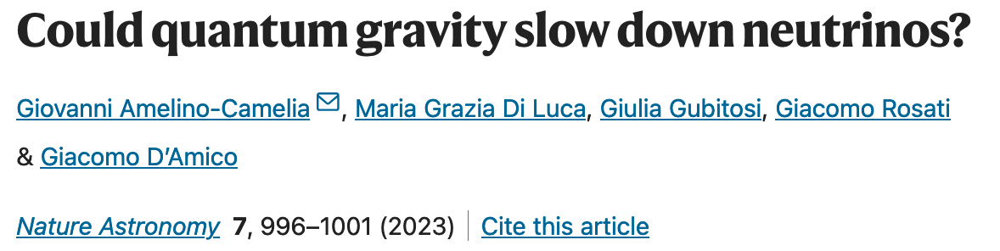 Could quantum gravity slow down neutrinos?
Giovanni Amelino-Camelia, Maria Grazia Di Luca, Giulia Gubitosi, Giacomo Rosati
& Giacomo D’Amico
Nature Astronomy 7, 996–1001 (2023) Cite this article